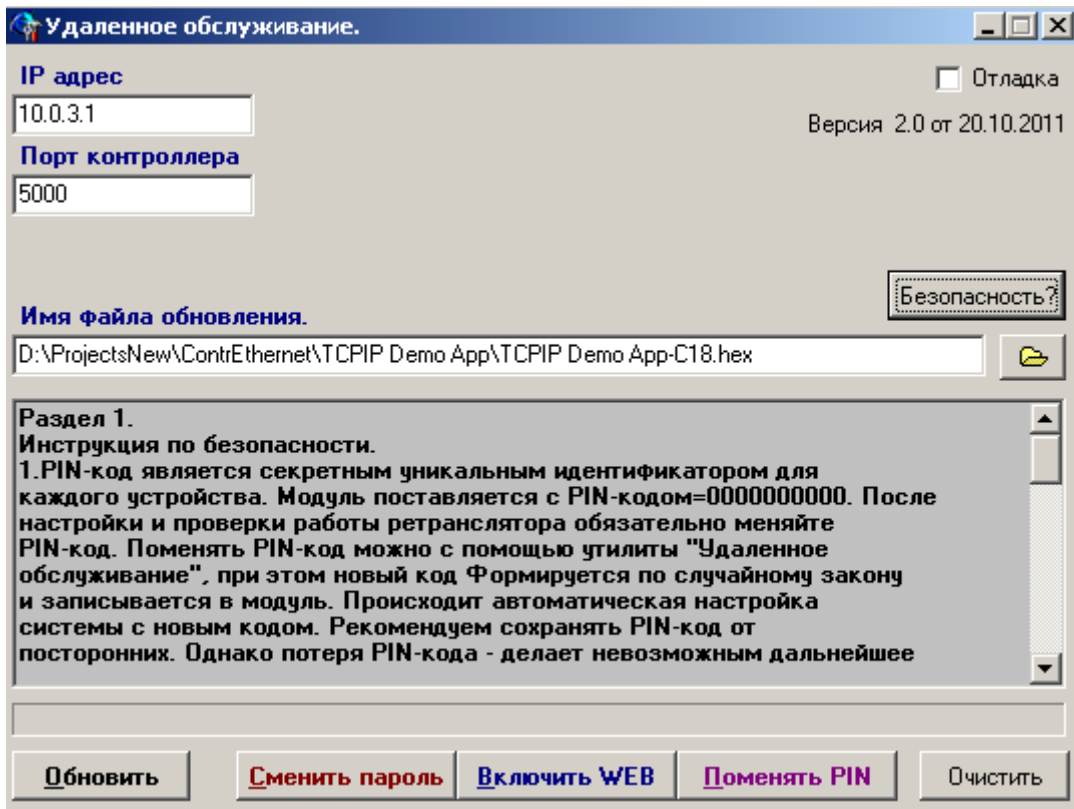 Удаленное обслуживание.
IP адрес
Отладка
10.0.3.1
Версия 2.0 от 20.10.2011
Порт контроллера
5000
Безопасность?
Имя файла обновления.
D:\ProjectsNew\ContrEthernet\TCPIP Demo App\TCPIP Demo App-C18.hex
Раздел 1.
Инструкция по безопасности.
1.PIN-код является секретным уникальным идентификатором для
каждого устройства. Модуль поставляется с PIN-кодом=0000000000. После
настройки и проверки работы ретранслятора обязательно меняйте
PIN-код. Поменять PIN-код можно с помощью утилиты "Удаленное
обслуживание", при этом новый код Формируется по случайному закону
и записывается в модуль. Происходит автоматическая настройка
системы с новым кодом. Рекомендуем сохранять PIN-код от
посторонних. Однако потеря PIN-кода - делает невозможным дальнейшее
Обновить
Сменить пароль
Включить WEB
Поменять PIN
Очистить